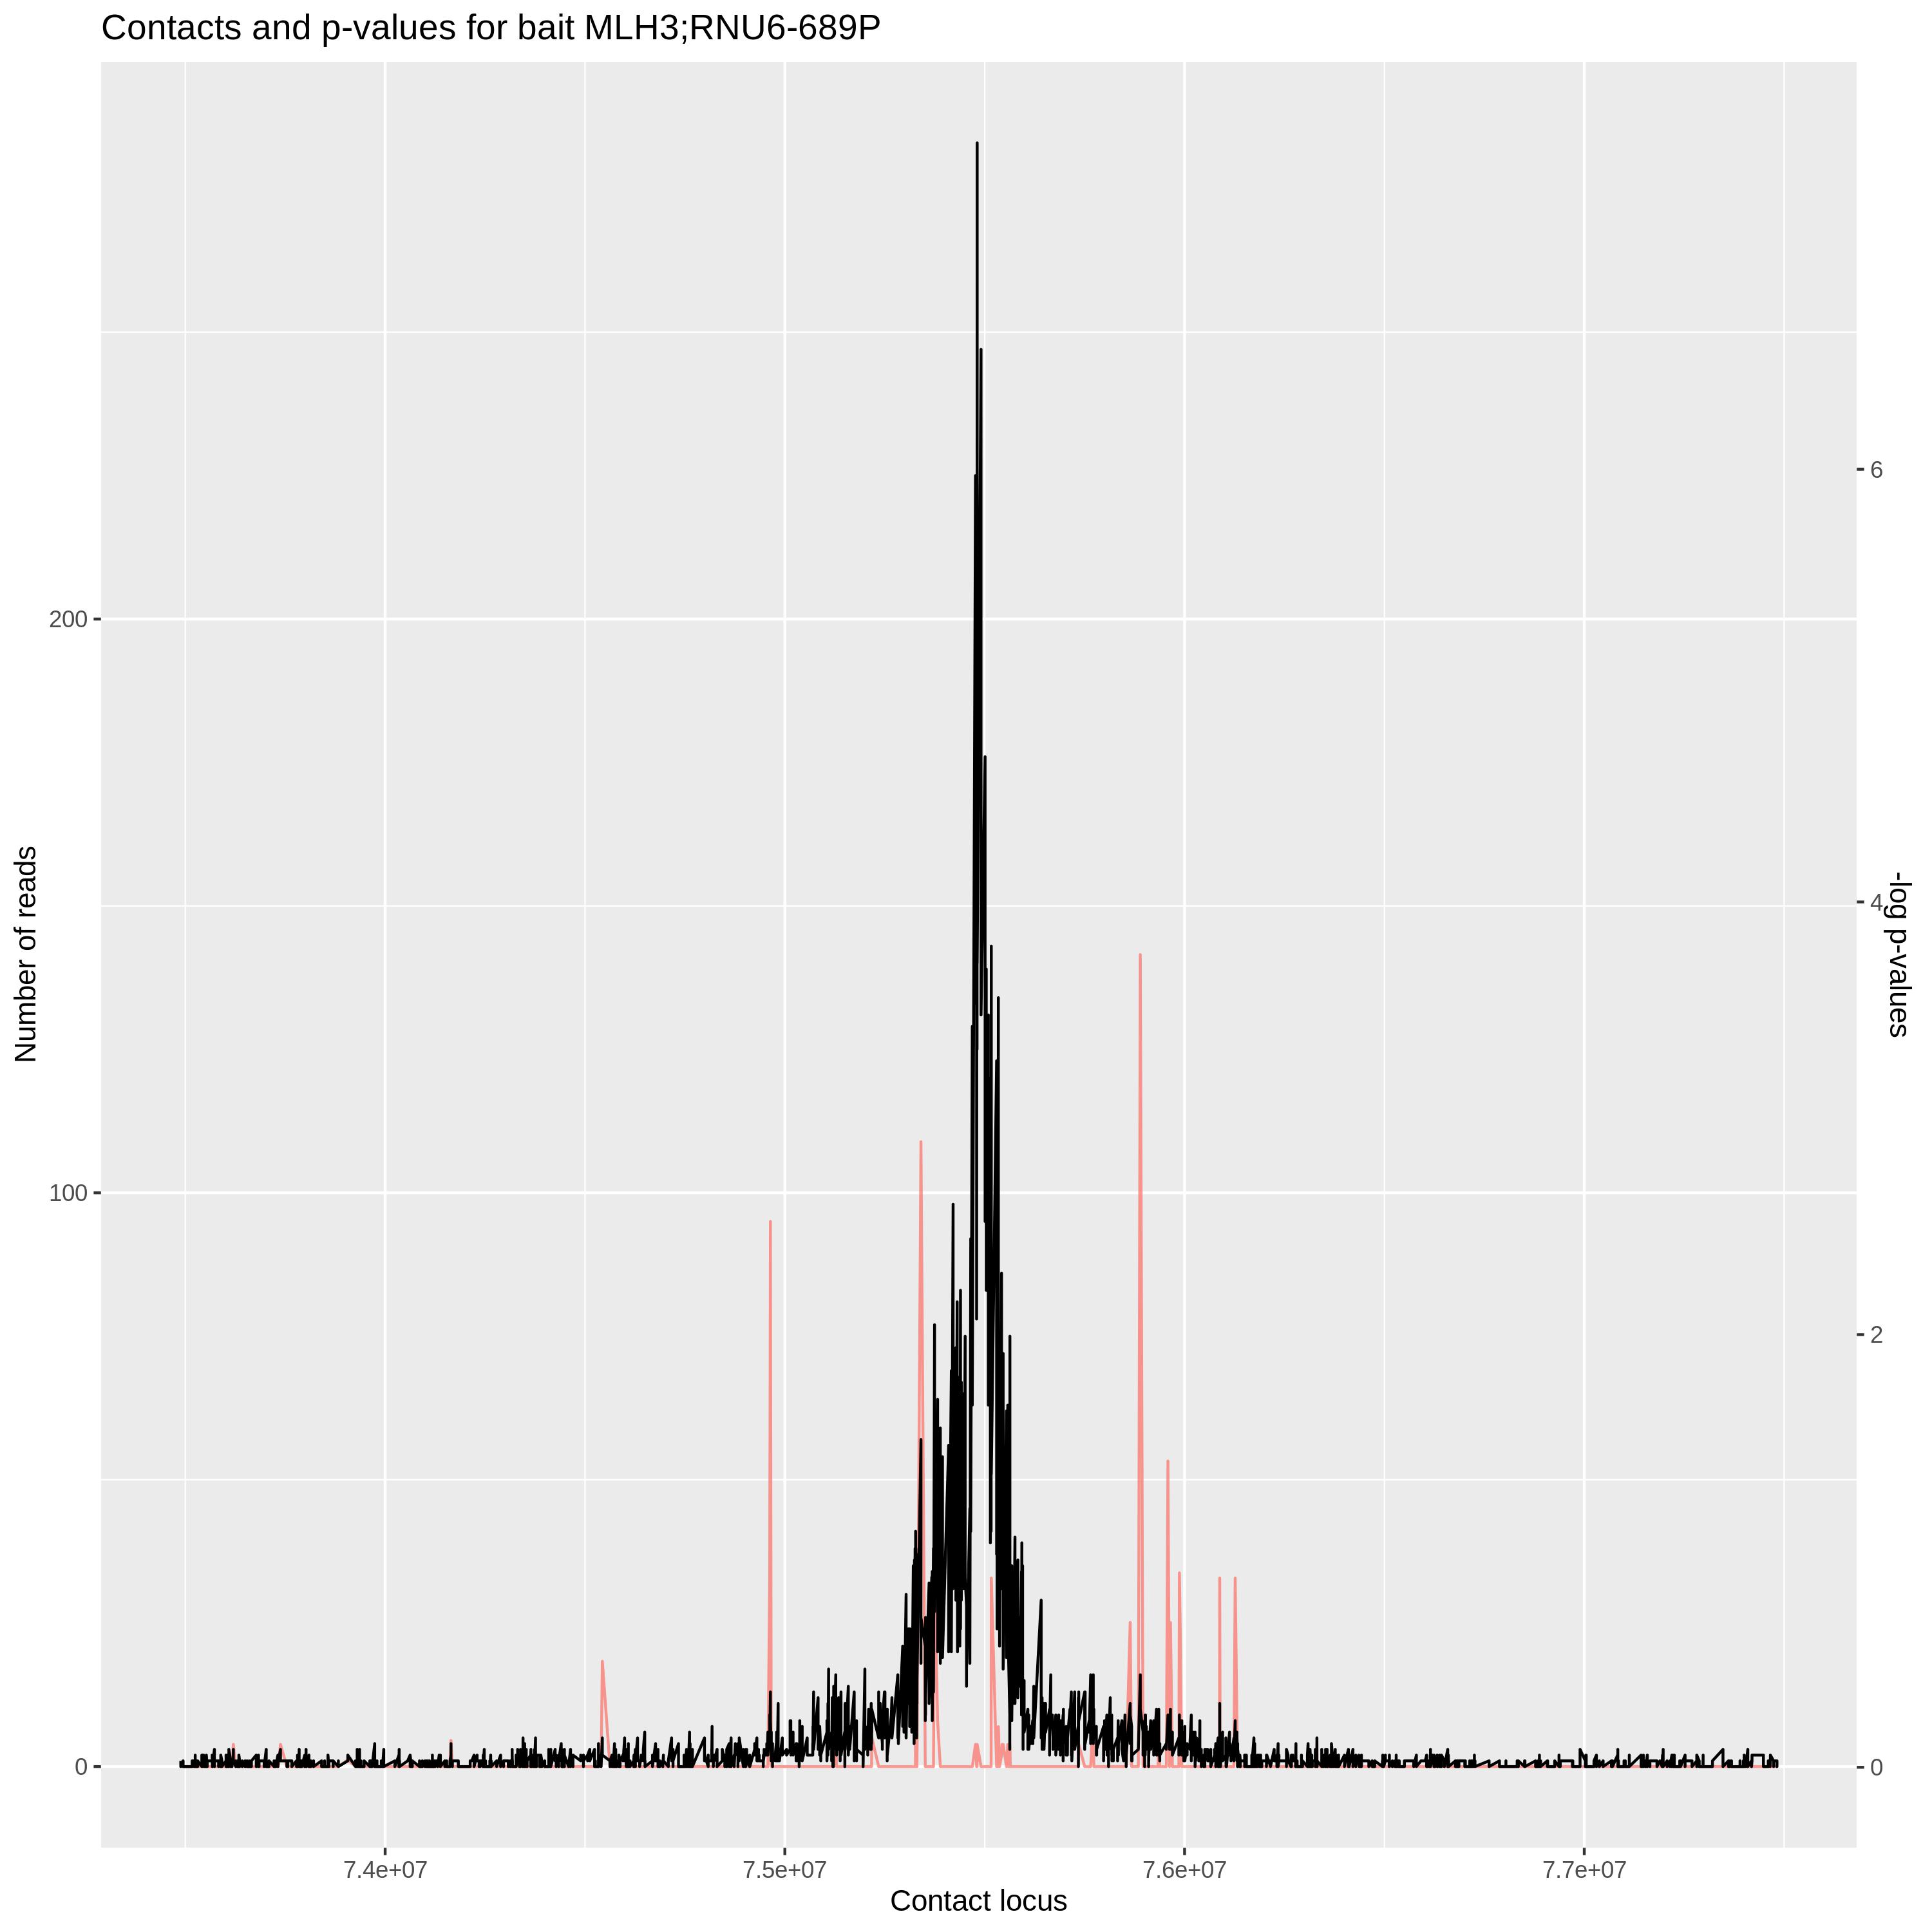 Contacts and p-values for bait MLH3;RNU6-689P
Number of reads
200
100
0
6
4
2
0
-log p-values
7.4e+07
7.5e+07
7.6e+07
7.7e+07
Contact locus